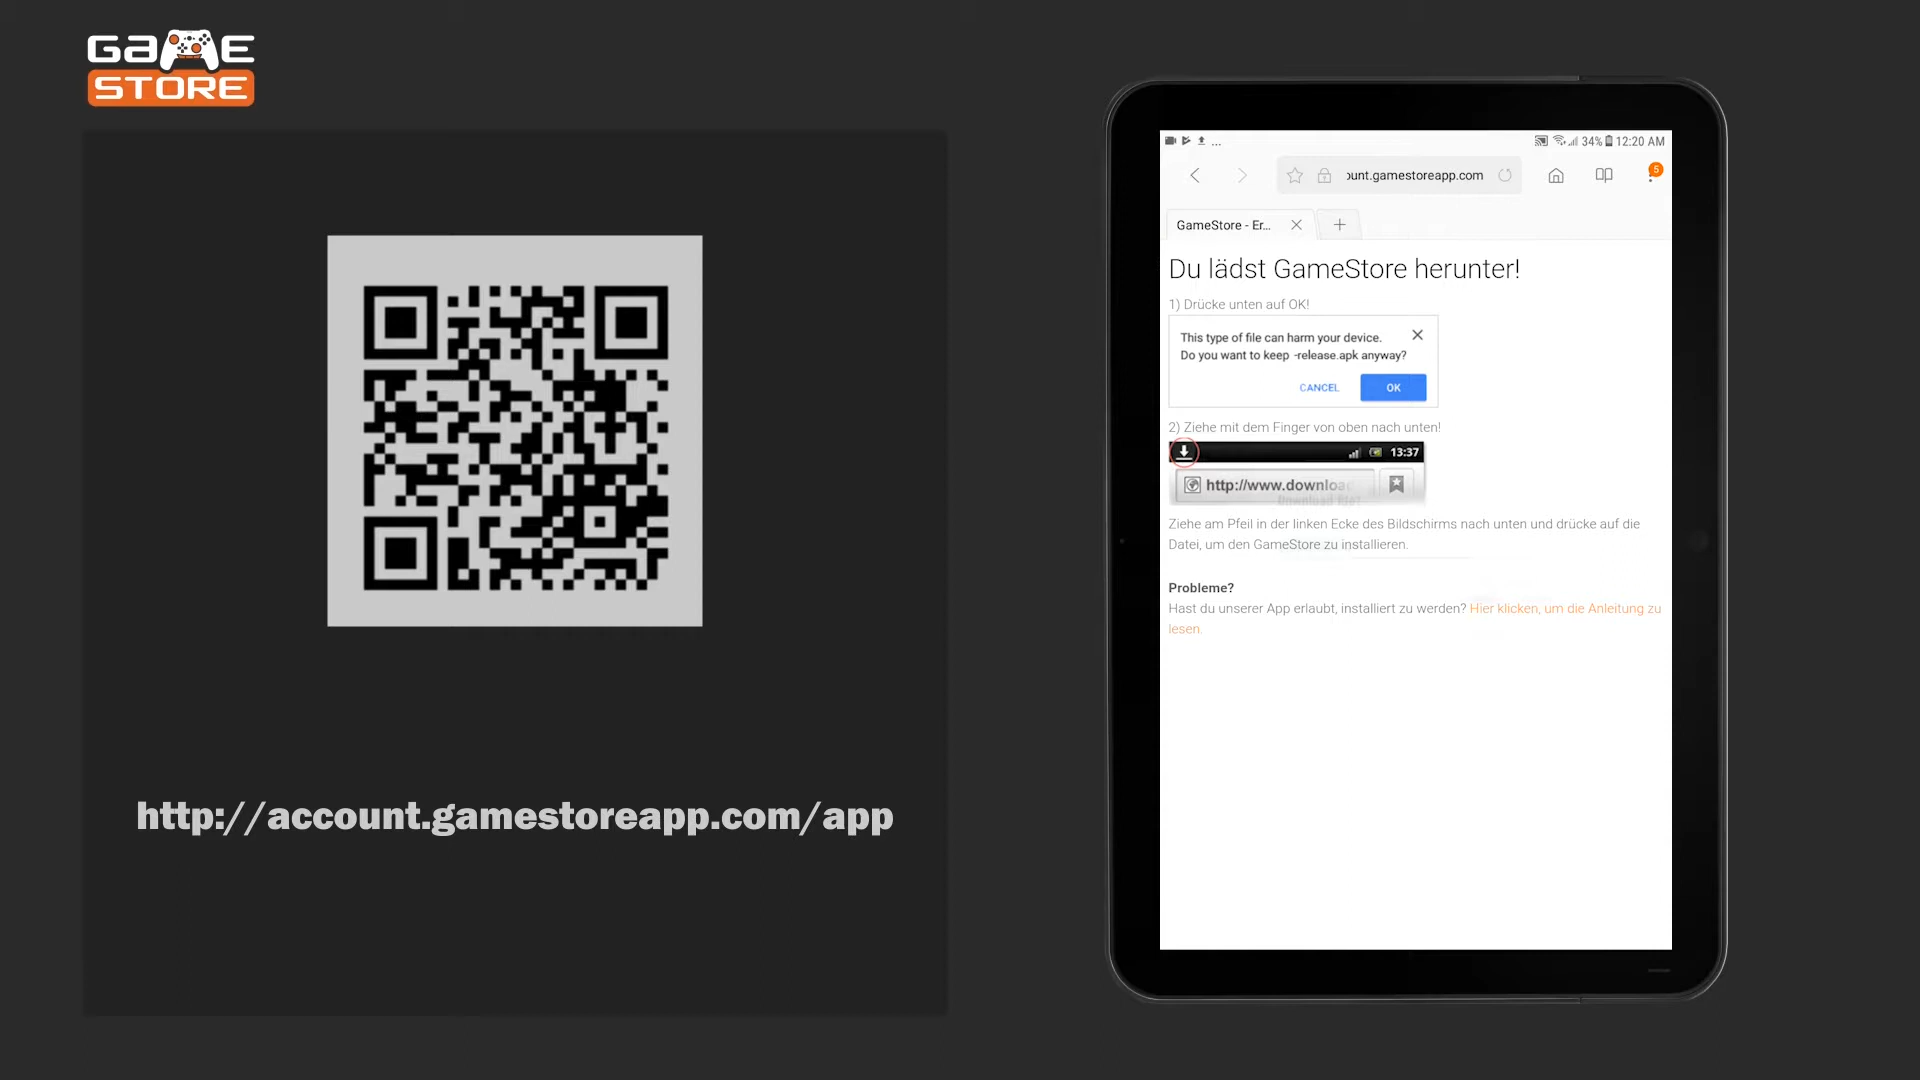 GaMe
STORE
http://account.gamestoreapp.com/app
... 34% 12:20 AM
ount.gamestoreapp.com
5
GameStore - Er...
Du lädst GameStore herunter!
1) Drücke unten auf OK!
This type of file can harm your device.
Do you want to keep -release.apk anyway?
CANCEL OK
2) Ziehe mit dem Finger von oben nach unten!
13:37
http://www.downloa
Download file?
Ziehe am Pfeil in der linken Ecke des Bildschirms nach unten und drücke auf die
Datei, um den GameStore zu installieren.
Probleme?
Hast du unserer App erlaubt, installiert zu werden? Hier klicken, um die Anleitung zu
lesen.